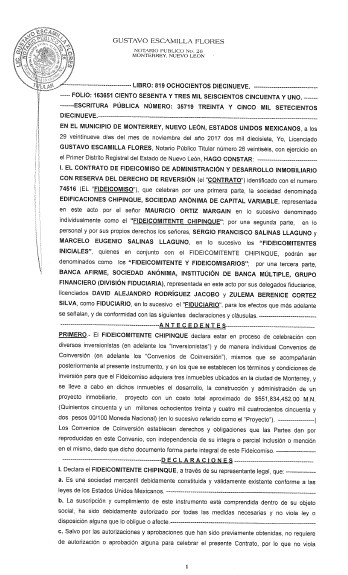 GUSTAVO ESCAMILLA FLORES
NOTARIO PUBLICO No. 26
MONTERREY, NUEVO LEON
LIC. GUSTAVO ESCAMILLA FLORES
TITULAR
LIBRO: 819 OCHOCIENTOS DIECINUEVE.
FOLIO: 163651 CIENTO SESENTA Y TRES MIL SEISCIENTOS CINCUENTA Y UNO.
ESCRITURA PÚBLICA NÚMERO: 35719 TREINTA Y CINCO MIL SETECIENTOS
DIECINUEVE.
EN EL MUNICIPIO DE MONTERREY, NUEVO LEÓN, ESTADOS UNIDOS MEXICANOS, a los
29 veintinueve días del mes de noviembre del año 2017 dos mil diecisiete, Yo, Licenciado
GUSTAVO ESCAMILLA FLORES, Notario Público Titular número 26 veintiséis, con ejercicio en
el Primer Distrito Registral del Estado de Nuevo León, HAGO CONSTAR:
I. EL CONTRATO DE FIDEICOMISO DE ADMINISTRACIÓN Y DESARROLLO INMOBILIARIO
CON RESERVA DEL DERECHO DE REVERSIÓN (el "CONTRATO") identificado con el numero
74516 (EL "FIDEICOMISO"), que celebran por una primera parte, la sociedad denominada
EDIFICACIONES CHIPINQUE, SOCIEDAD ANÓNIMA DE CAPITAL VARIABLE, representada
en este acto por el señor MAURICIO ORTIZ MARGAIN en lo sucesivo denominado
individualmente como el "FIDEICOMITENTE CHIPINQUE"; por una segunda parte, en lo
personal y por sus propios derechos los señores, SERGIO FRANCISCO SALINAS LLAGUNO y
MARCELO EUGENIO SALINAS LLAGUNO, en lo sucesivo los "FIDEICOMITENTES
INICIALES", quienes en conjunto con el FIDEICOMITENTE CHIPINQUE, podrán ser
denominados como los "FIDEICOMITENTE Y FIDEICOMISARIOS"; por una tercera parte,
BANCA AFIRME, SOCIEDAD ANÓNIMA, INSTITUCIÓN DE BANCA MÚLTIPLE, GRUPO
FINANCIERO (DIVISIÓN FIDUCIARIA), representada en este acto por sus delegados fiduciarios,
licenciados DAVID ALEJANDRO RODRÍGUEZ JACOBO y ZULEMA BERENICE CORTEZ
SILVA, como FIDUCIARIO, en lo sucesivo el "FIDUCIARIO", para los efectos que más adelante
se señalan, y de conformidad con las siguientes declaraciones y cláusulas.
A N T E C E D E N T E S
PRIMERO.- El FIDEICOMITENTE CHIPINQUE declara estar en proceso de celebración con
diversos inversionistas (en adelante los "Inversionistas") y de manera individual Convenios de
Coinversión (en adelante los "Convenios de Coinversión"), mismos que se acompañarán
posteriormente al presente instrumento, y en los que se establecen los términos y condiciones de
inversión para que el Fideicomiso adquiera tres inmuebles ubicados en la ciudad de Monterrey, y
se lleve a cabo en dichos inmuebles el desarrollo, la construcción y administración de un
proyecto inmobiliario, proyecto con un costo total aproximado de $551,834,452.00 M.N.
(Quinientos cincuenta y un millones ochocientos treinta y cuatro mil cuatrocientos cincuenta y
dos pesos 00/100 Moneda Nacional) (en lo sucesivo referido como el "Proyecto").
Los Convenios de Coinversión establecen derechos y obligaciones que las Partes dan por
reproducidas en este Convenio, con independencia de su integra o parcial inclusión o mención
en el mismo, dado que dicho documento forma parte integral de este Fideicomiso.
D E C L A R A C I O N E S
I. Declara el FIDEICOMITENTE CHIPINQUE, a través de su representante legal, que:
a. Es una sociedad mercantil debidamente constituida y válidamente existente conforme a las
leyes de los Estados Unidos Mexicanos.
b. La suscripción y cumplimiento de este instrumento está comprendida dentro de su objeto
social, ha sido debidamente autorizado por todas las medidas necesarias y no viola ley o
disposición alguna que lo obligue o afecte.
c. Salvo por las autorizaciones y aprobaciones que han sido previamente obtenidas, no requiere
de autorización o aprobación alguna para celebrar el presente Contrato, por lo que no viola